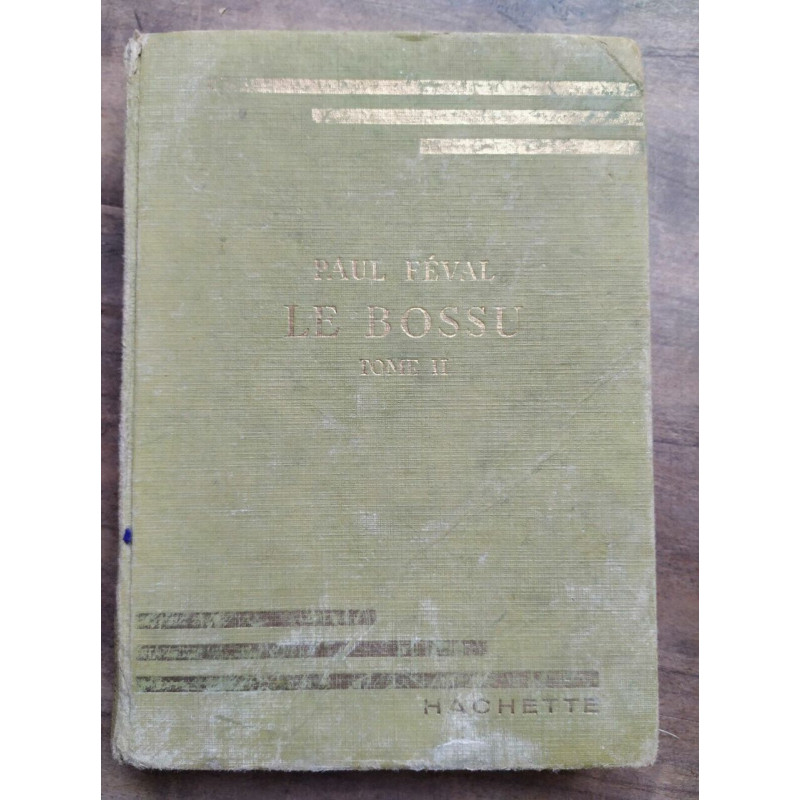 PAUL FÉVAL
LE BOSSU
TOME II
HACHETTE